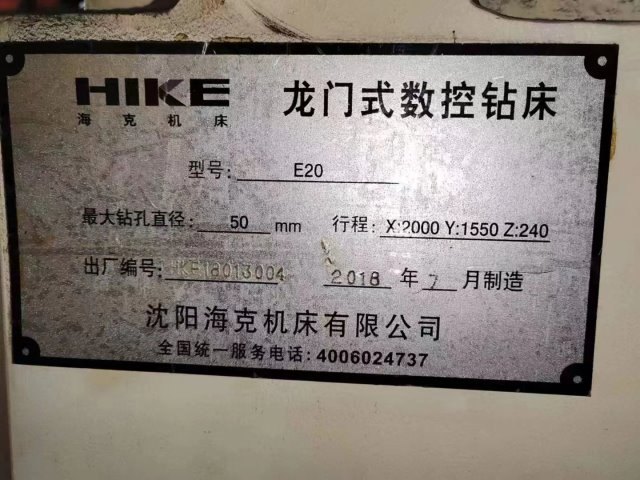 HIKE 龙门式数控钻床
海克机床
型号: E20
最大钻孔直径: 50 mm 行程: X:2000 Y:1550 Z:240
出厂编号: HKE18013004 2018 年 7 月制造
沈阳海克机床有限公司
全国统一服务电话: 4006024737